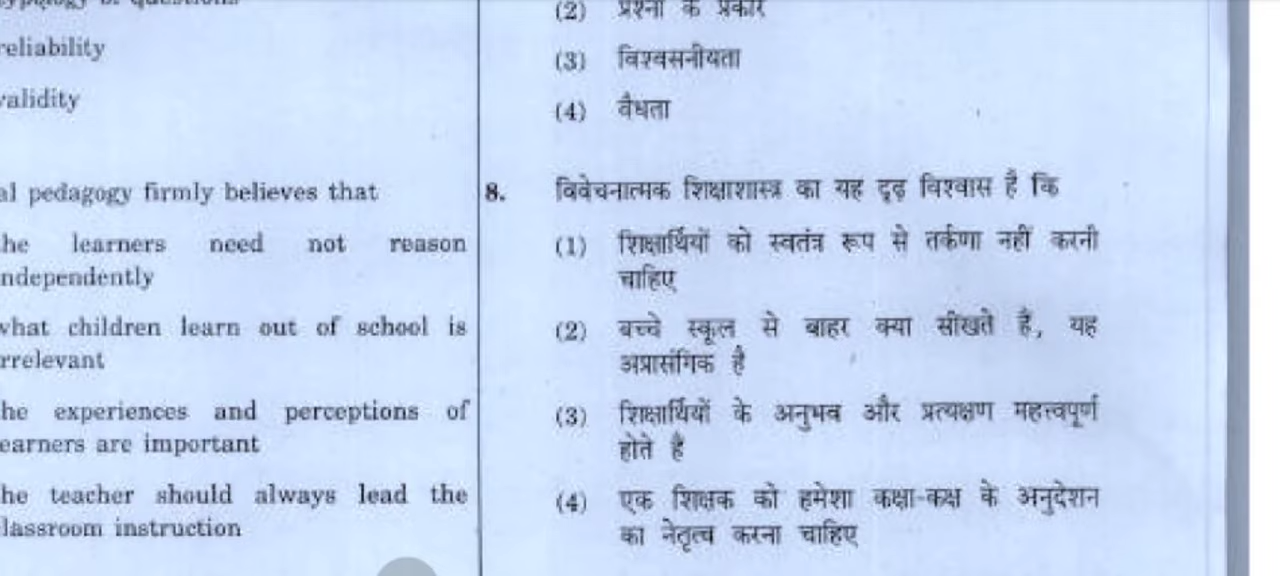 reliability
validity
al pedagogy firmly believes that
he learners need not reason
ndependently
what children learn out of school is
rrelevant
he experiences and perceptions of
earners are important
he teacher should always lead the
lassroom instruction
(2) प्रश्नों के प्रकार
(3) विश्वसनीयता
(4) वैधता
8. विवेचनात्मक शिक्षाशास्त्र का यह दृढ़ विश्वास है कि
(1) शिक्षार्थियों को स्वतंत्र रूप से तर्कणा नहीं करनी
चाहिए
(2) बच्चे स्कूल से बाहर क्या सीखते हैं, यह
अप्रासंगिक है
(3) शिक्षार्थियों के अनुभव और प्रत्यक्षण महत्त्वपूर्ण
होते हैं
(4) एक शिक्षक को हमेशा कक्षा-कक्ष के अनुदेशन
का नेतृत्व करना चाहिए